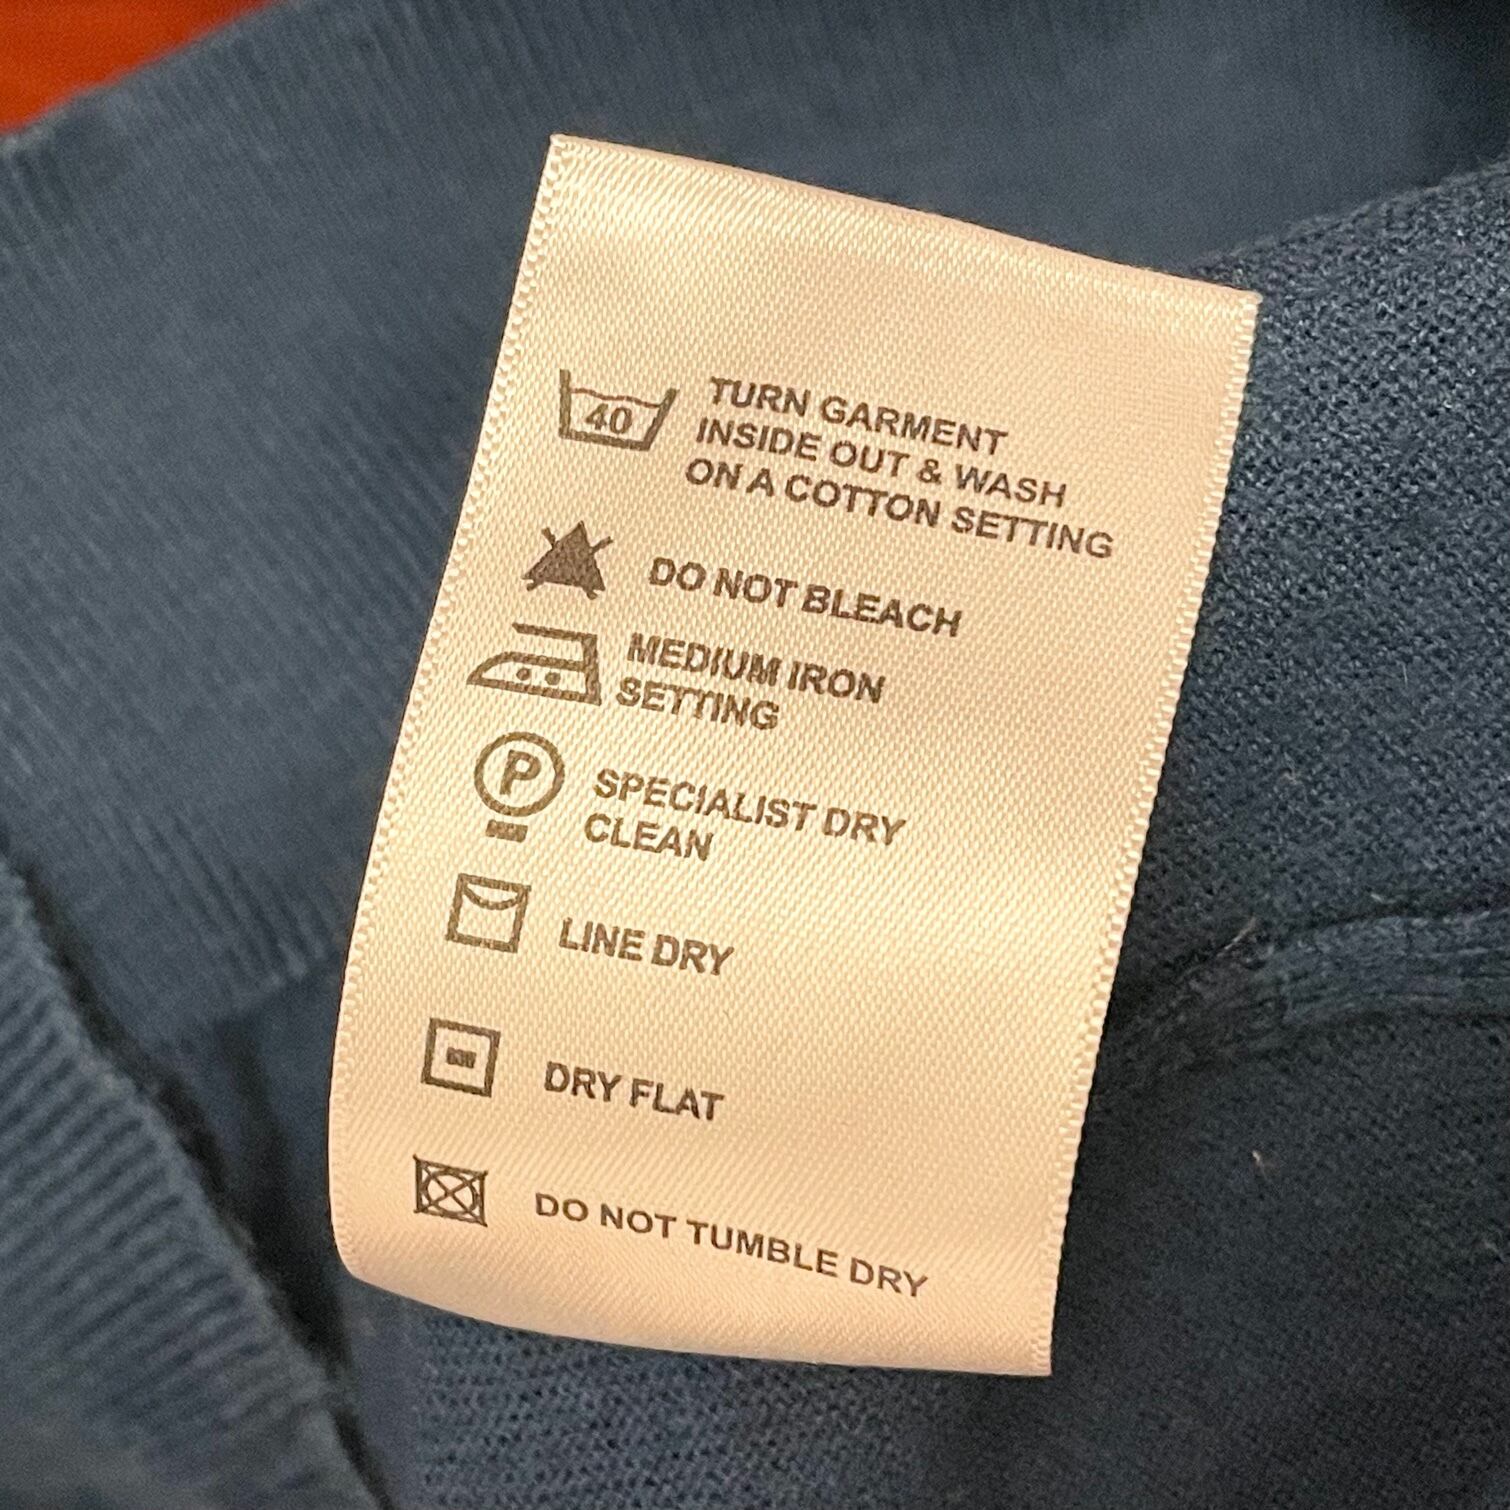 40
TURN GARMENT
INSIDE OUT & WASH
ON A COTTON SETTING
DO NOT BLEACH
MEDIUM IRON
SETTING
P
SPECIALIST DRY
CLEAN
LINE DRY
DRY FLAT
DO NOT TUMBLE DRY